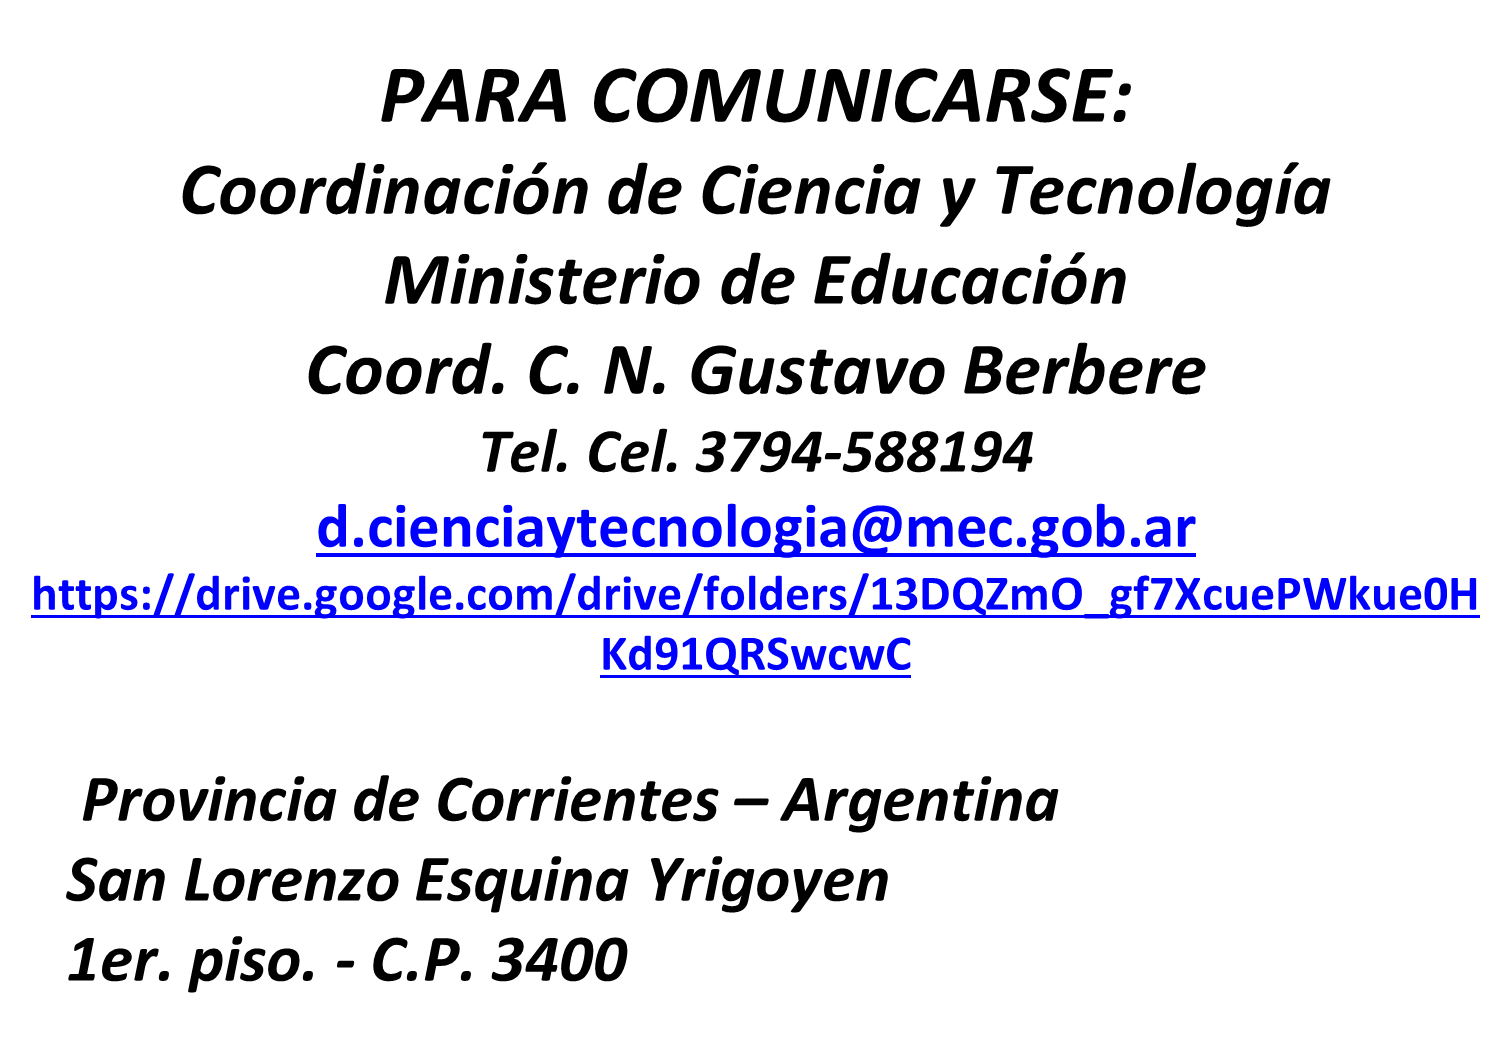 PARA COMUNICARSE:
Coordinación de Ciencia y Tecnología
Ministerio de Educación
Coord. C. N. Gustavo Berbere
Tel. Cel. 3794-588194
d.cienciaytecnologia@mec.gob.ar
https://drive.google.com/drive/folders/13DQZmO_gf7XcuePWkue0H
Kd91QRSwcwC
Provincia de Corrientes – Argentina
San Lorenzo Esquina Yrigoyen
1er. piso. - C.P. 3400